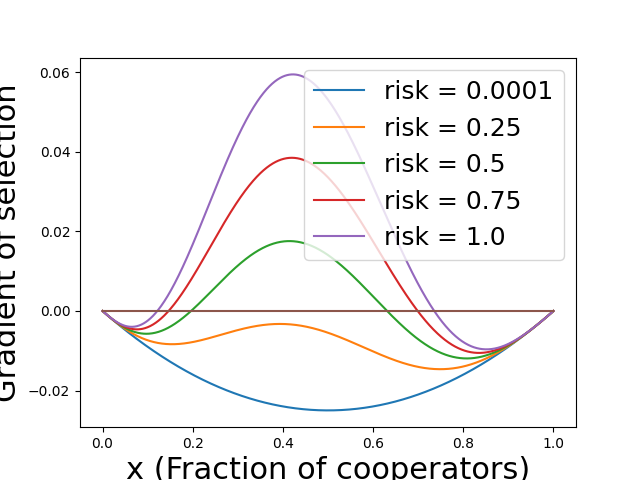 0.06
0.04
0.02
0.00
−0.02
Gradient of selection
risk = 0.0001
risk = 0.25
risk = 0.5
risk = 0.75
risk = 1.0
0.0 0.2 0.4 0.6 0.8 1.0
x (Fraction of cooperators)